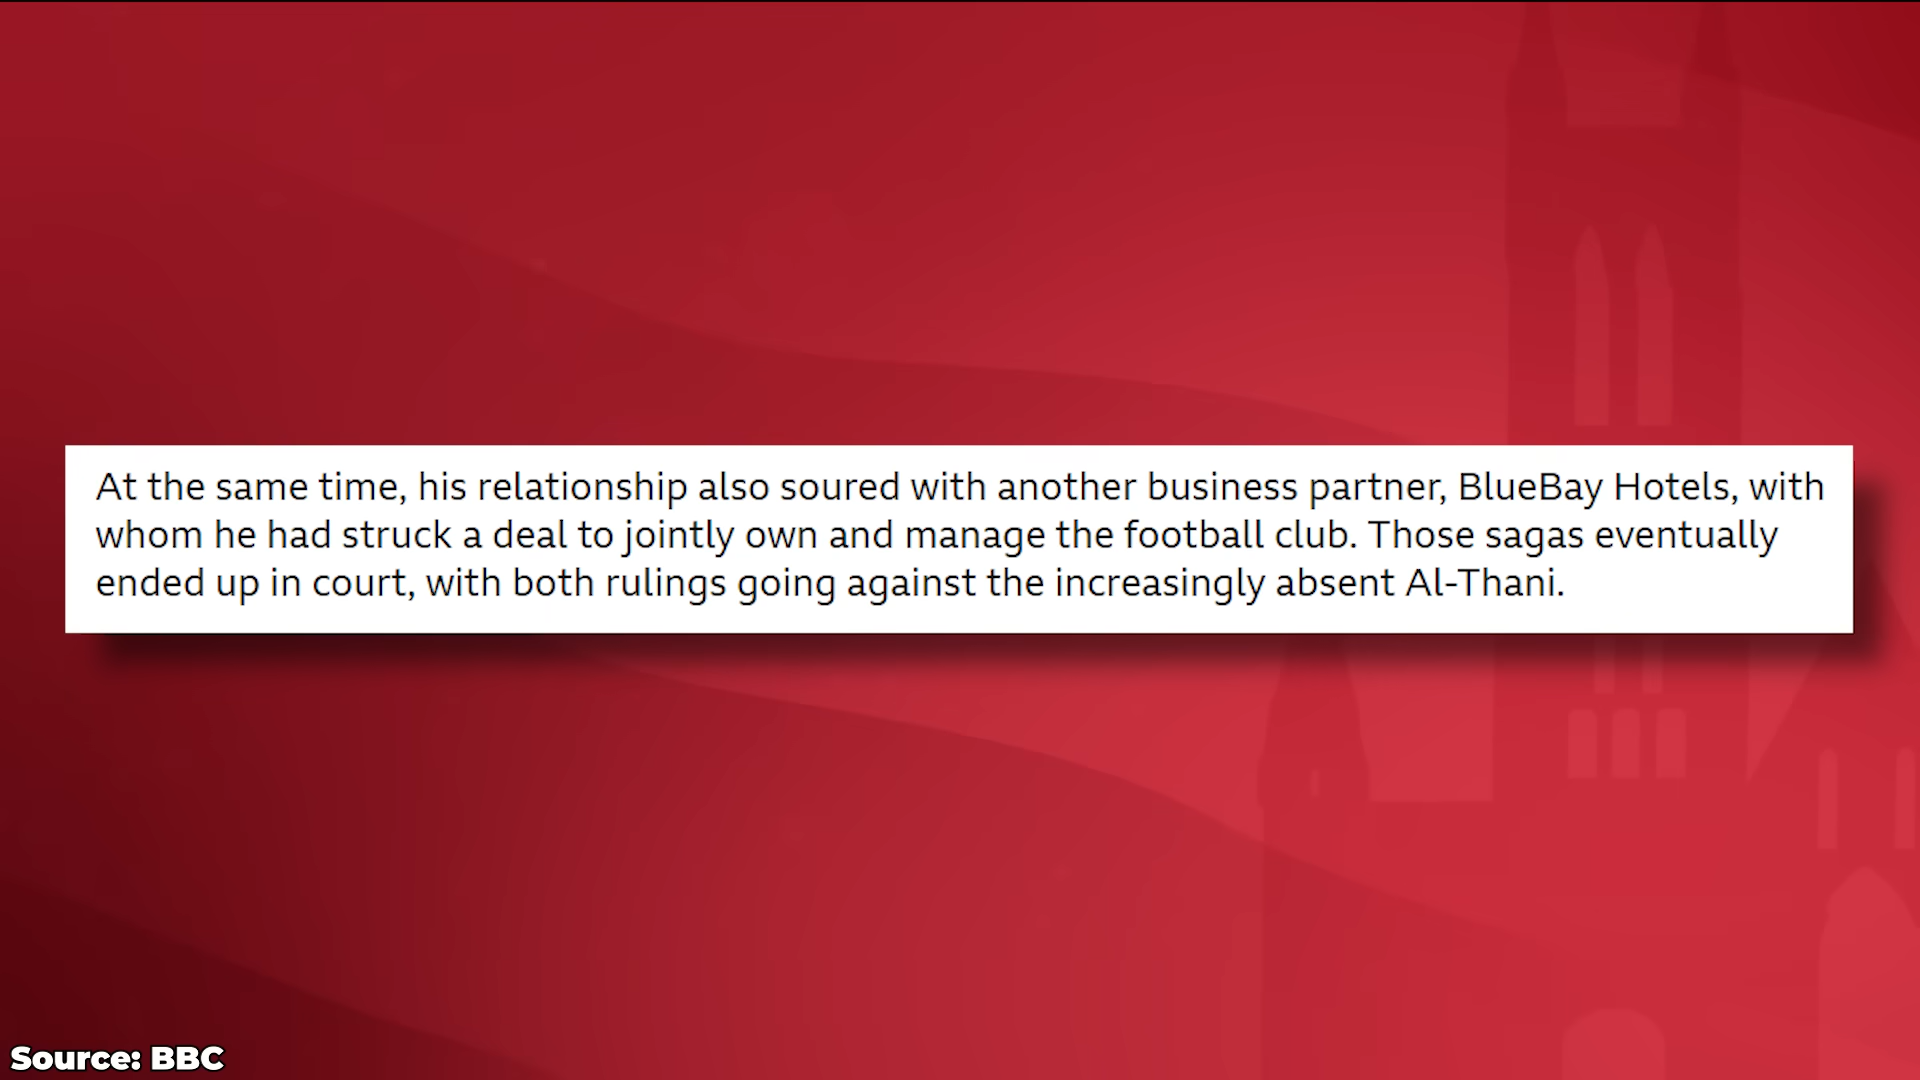 At the same time, his relationship also soured with another business partner, BlueBay Hotels, with
whom he had struck a deal to jointly own and manage the football club. Those sagas eventually
ended up in court, with both rulings going against the increasingly absent Al-Thani.
Source: BBC